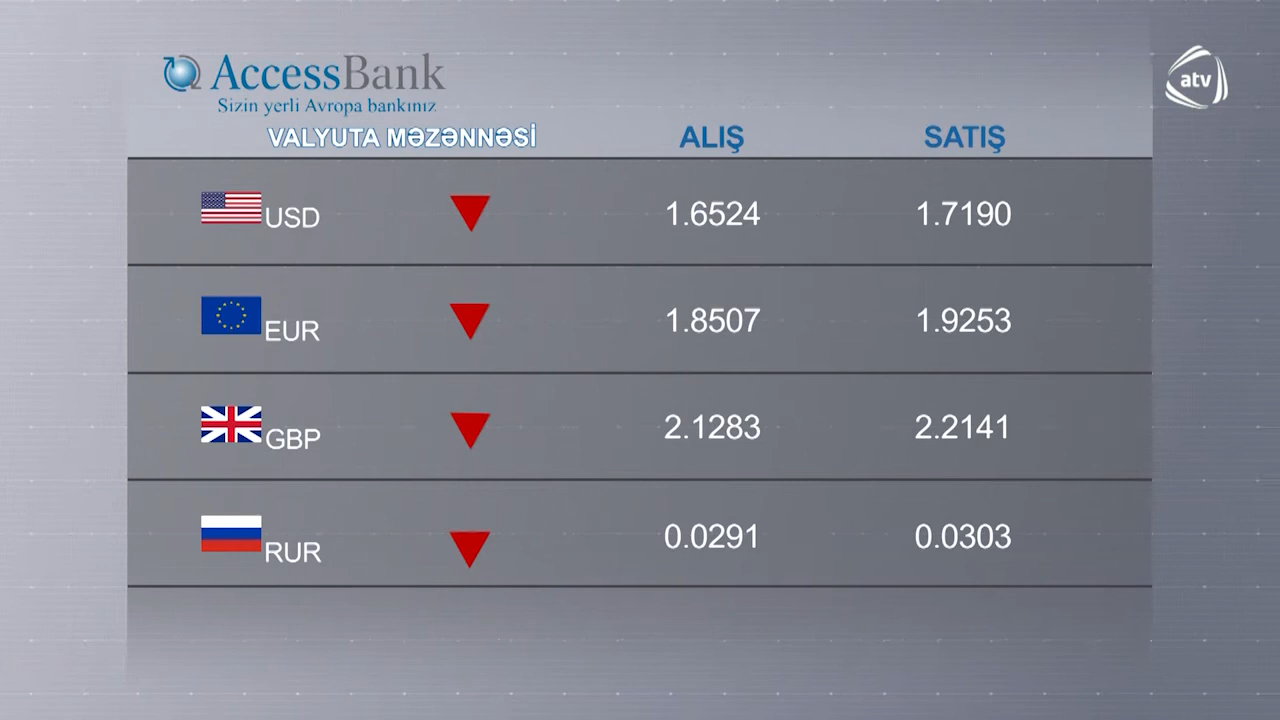 AccessBank
Sizin yerli Avropa bankınız
atv
VALYUTA MƏZƏNNƏSİ ALIŞ SATIŞ
USD 1.6524 1.7190
EUR 1.8507 1.9253
GBP 2.1283 2.2141
RUR 0.0291 0.0303